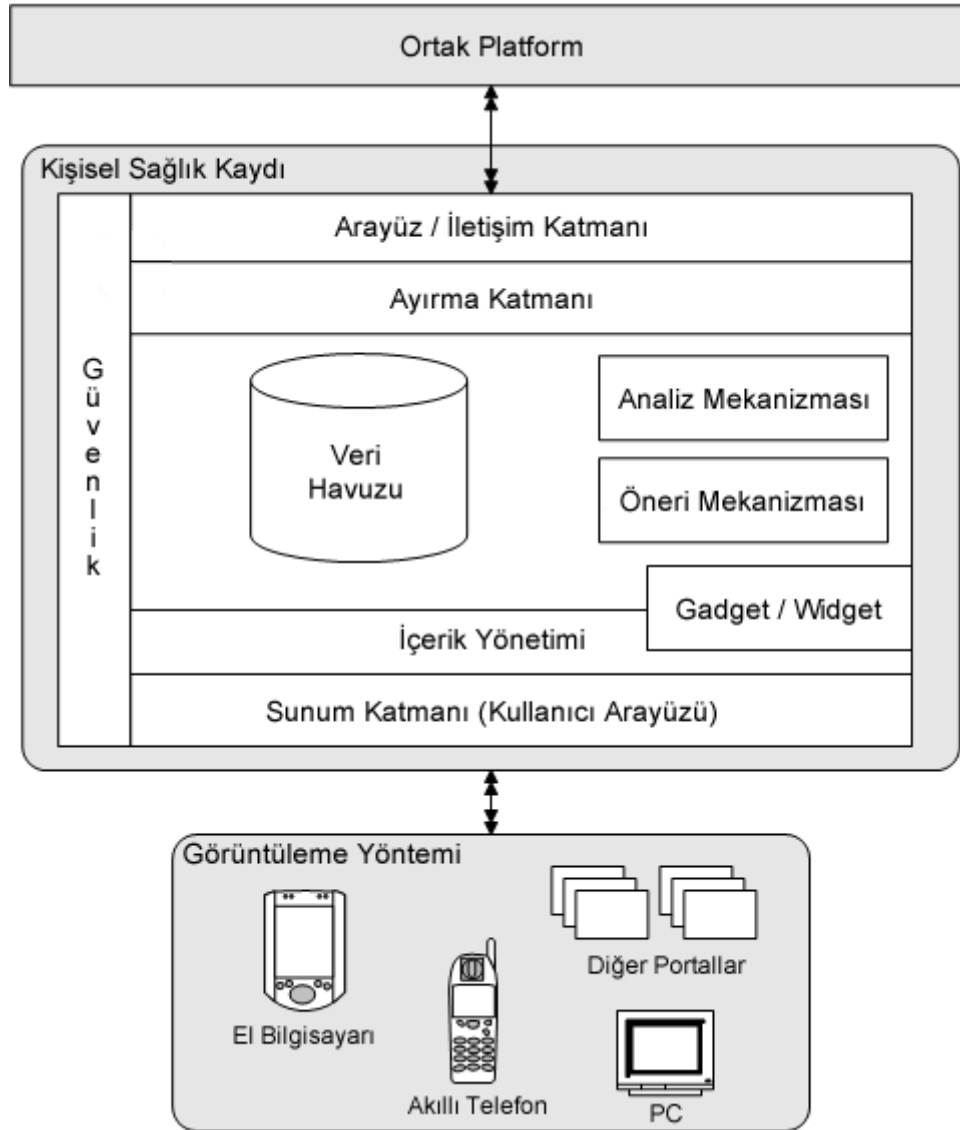 Ortak Platform
Kişisel Sağlık Kaydı
Arayüz / İletişim Katmanı
Ayırma Katmanı
Güvenlik
Veri
Havuzu
Analiz Mekanizması
Öneri Mekanizması
Gadget / Widget
İçerik Yönetimi
Sunum Katmanı (Kullanıcı Arayüzü)
Görüntüleme Yöntemi
El Bilgisayarı
Akıllı Telefon
Diğer Portallar
PC